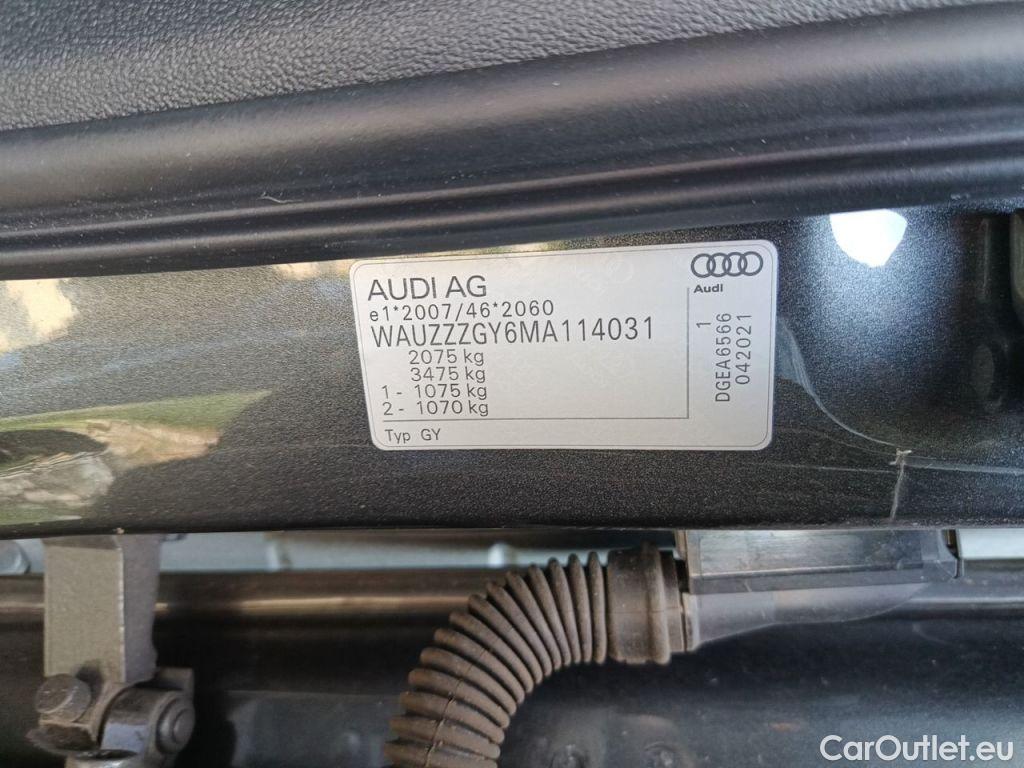 AUDI AG
e1*2007/46*2060
WAUZZZGY6MA114031
2075 kg
3475 kg
1 - 1075 kg
2 - 1070 kg
Typ GY
Audi
DGEA6566 1
042021
CarOutlet.eu